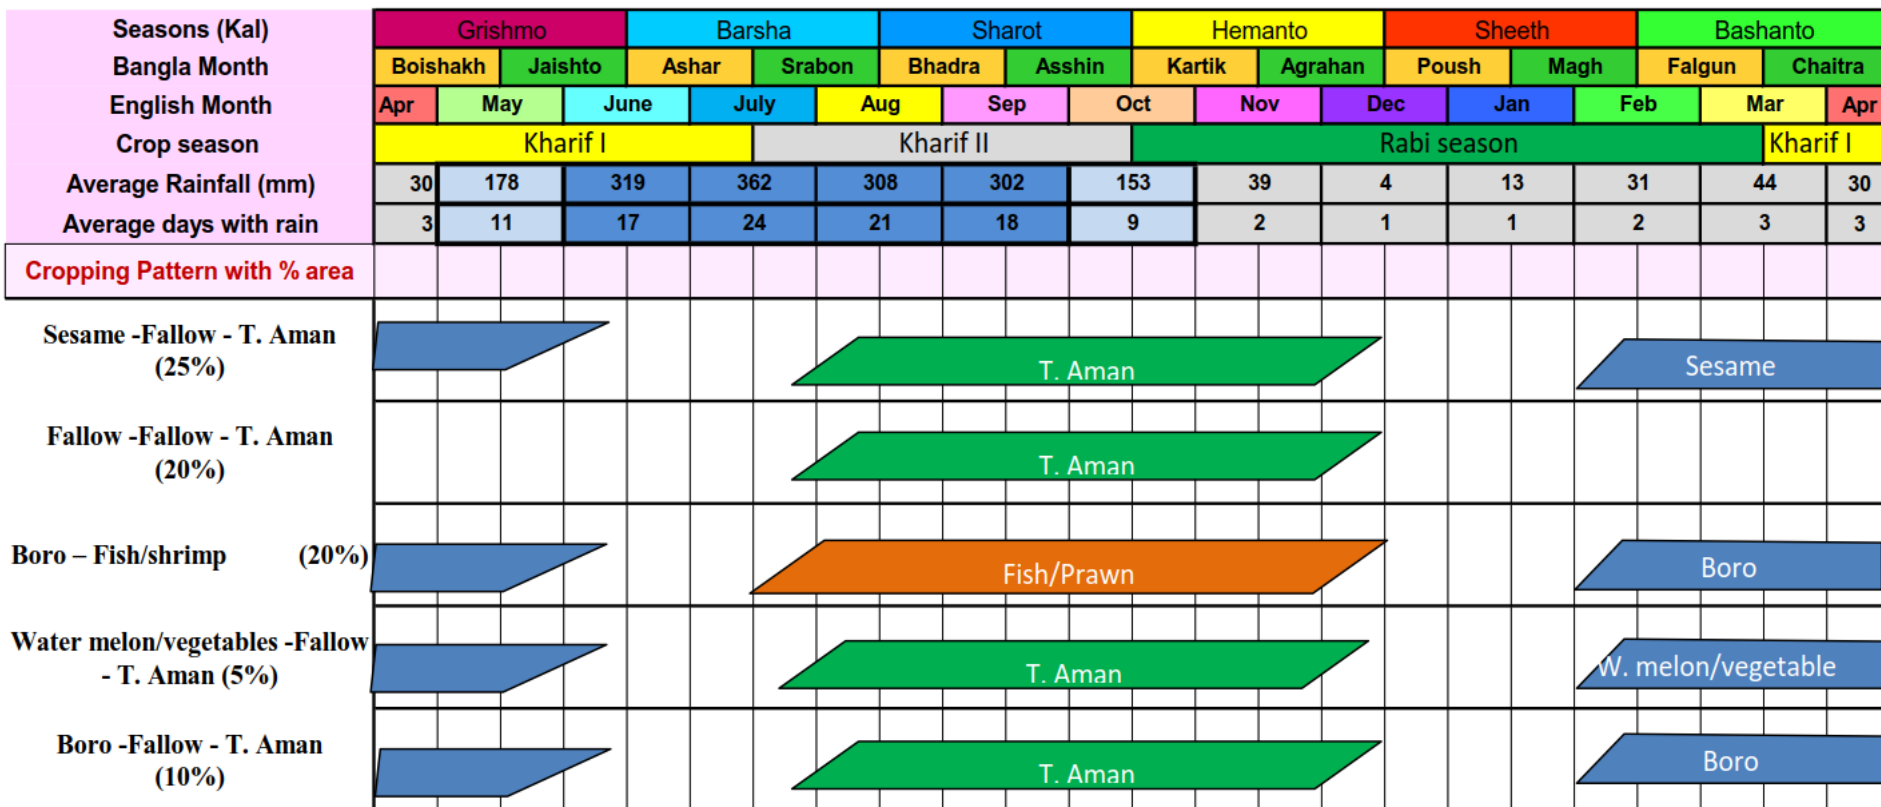 Seasons (Kal) Grishmo Barsha Sharot Hemanto Sheeth Bashanto
Bangla Month Boishakh Jaishto Ashar Srabon Bhadra Asshin Kartik Agrahan Poush Magh Falgun Chaitra
English Month Apr May June July Aug Sep Oct Nov Dec Jan Feb Mar Apr
Crop season Kharif I Kharif II Rabi season Kharif I
Average Rainfall (mm) 30 178 319 362 308 302 153 39 4 13 31 44 30
Average days with rain 3 11 17 24 21 18 9 2 1 1 2 3 3
Cropping Pattern with % area
Sesame -Fallow - T. Aman
(25%)
T. Aman Sesame
Fallow -Fallow - T. Aman
(20%)
T. Aman
Boro – Fish/shrimp (20%)
Fish/Prawn Boro
Water melon/vegetables -Fallow
- T. Aman (5%)
T. Aman W. melon/vegetable
Boro -Fallow - T. Aman
(10%)
T. Aman Boro